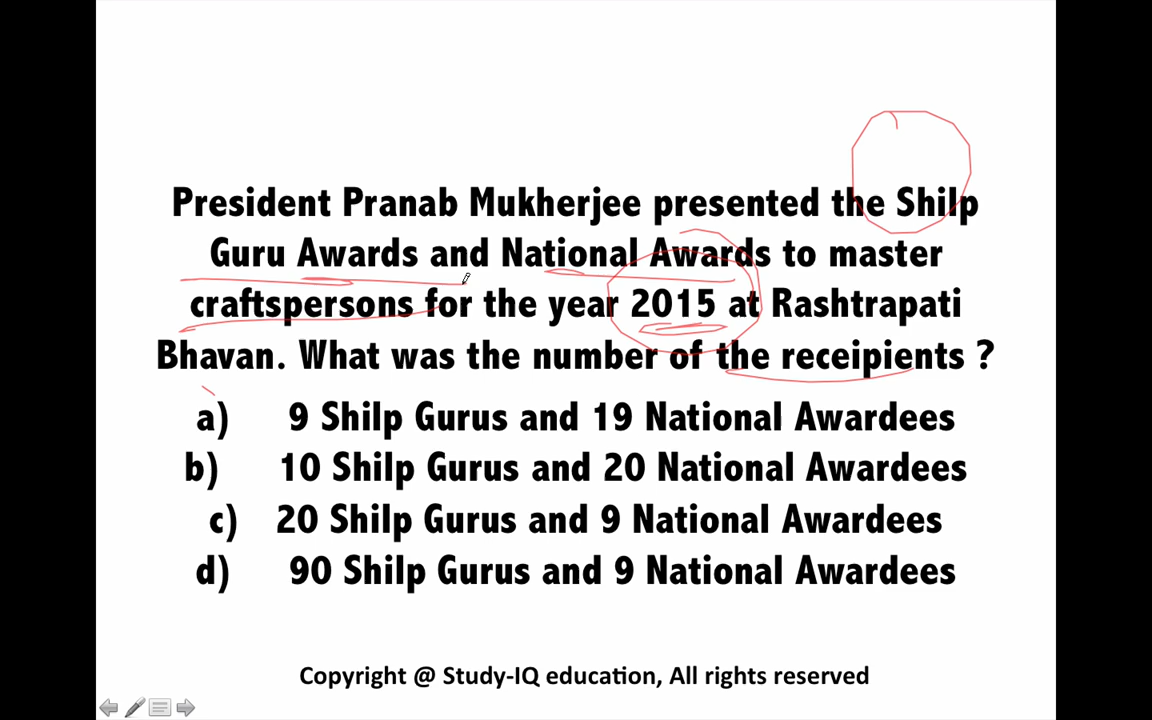 President Pranab Mukherjee presented the Shilp
Guru Awards and National Awards to master
craftspersons for the year 2015 at Rashtrapati
Bhavan. What was the number of the receipients ?
a) 9 Shilp Gurus and 19 National Awardees
b) 10 Shilp Gurus and 20 National Awardees
c) 20 Shilp Gurus and 9 National Awardees
d) 90 Shilp Gurus and 9 National Awardees
Copyright @ Study-IQ education, All rights reserved